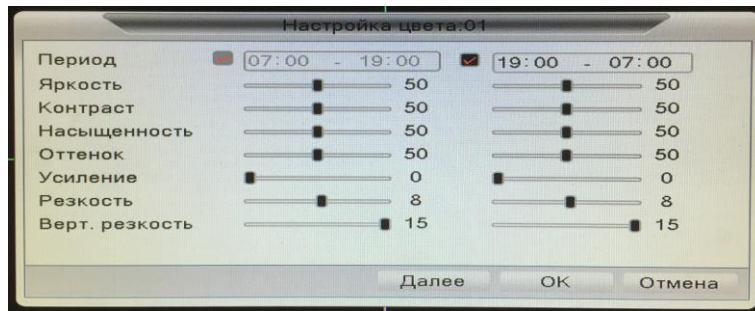 Настройка цвета:01
Период 07:00 - 19:00 19:00 - 07:00
Яркость 50 50
Контраст 50 50
Насыщенность 50 50
Оттенок 50 50
Усиление 0 0
Резкость 8 8
Верт. резкость 15 15
Далее OK Отмена